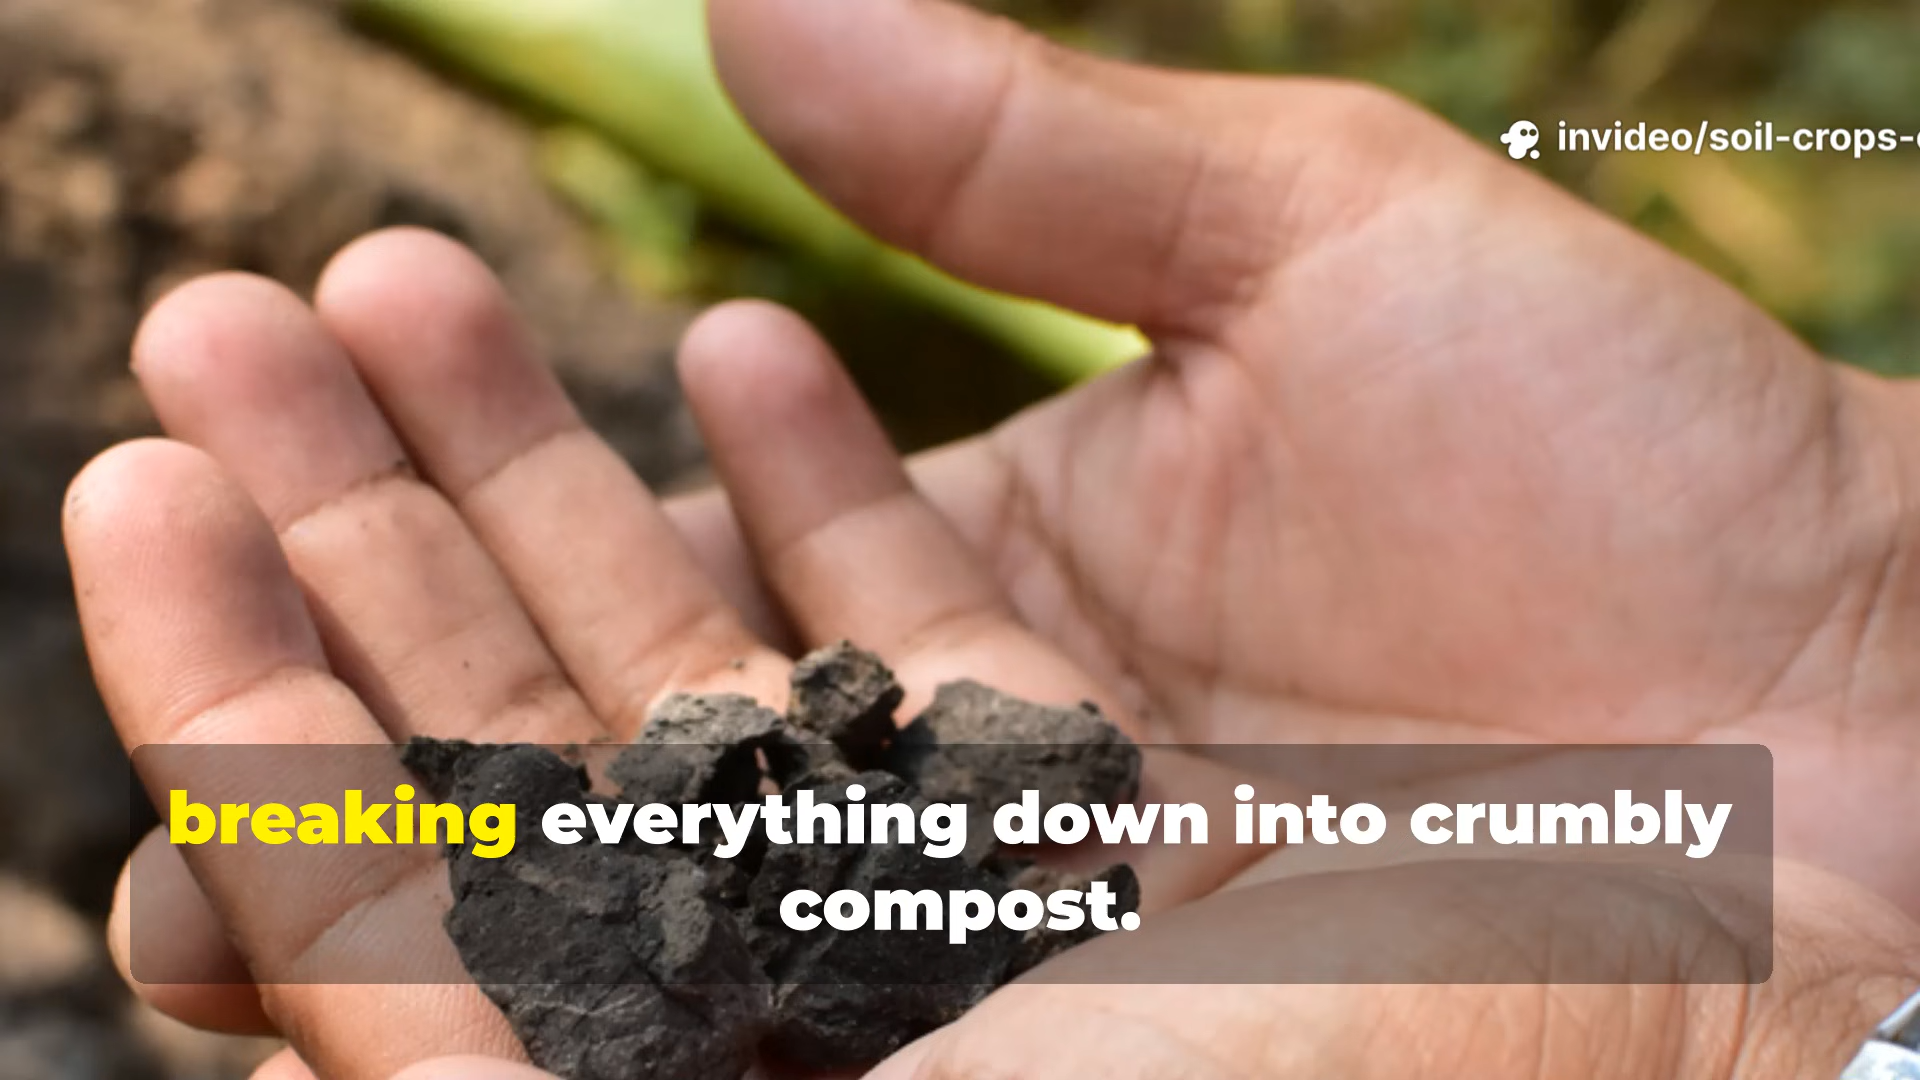 invideo/soil-crops-
breaking everything down into crumbly
compost.